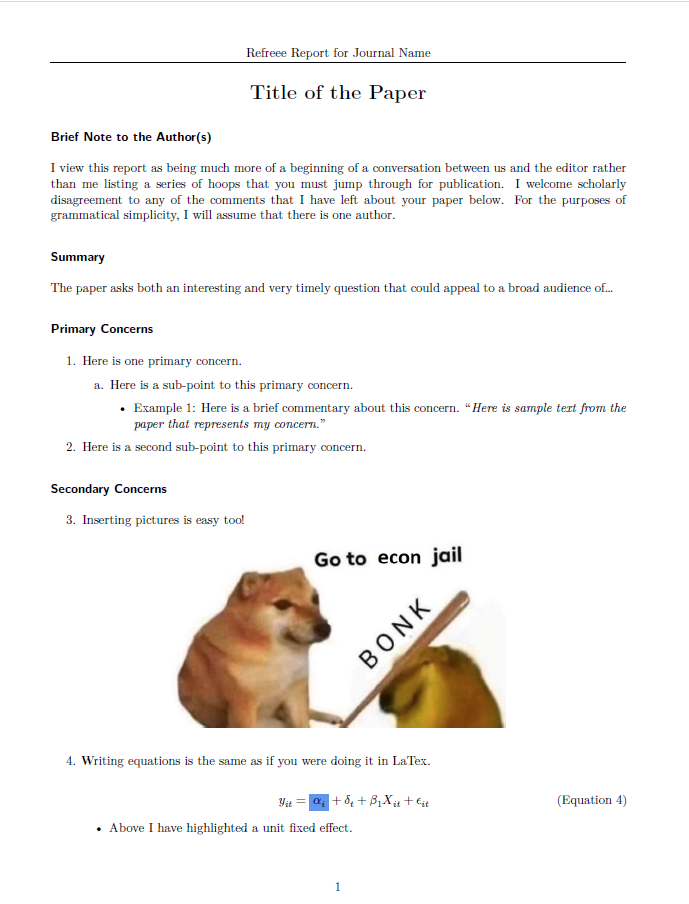 Refreee Report for Journal Name
Title of the Paper
Brief Note to the Author(s)
I view this report as being much more of a beginning of a conversation between us and the editor rather
than me listing a series of hoops that you must jump through for publication. I welcome scholarly
disagreement to any of the comments that I have left about your paper below. For the purposes of
grammatical simplicity, I will assume that there is one author.
Summary
The paper asks both an interesting and very timely question that could appeal to a broad audience of...
Primary Concerns
1. Here is one primary concern.
a. Here is a sub-point to this primary concern.
• Example 1: Here is a brief commentary about this concern. “Here is sample text from the
paper that represents my concern.”
2. Here is a second sub-point to this primary concern.
Secondary Concerns
3. Inserting pictures is easy too!
Go to econ jail
BONK
4. Writing equations is the same as if you were doing it in LaTex.
y_{it} = α_i + δ_t + β_1 X_{it} + ϵ_{it} (Equation 4)
• Above I have highlighted a unit fixed effect.
1